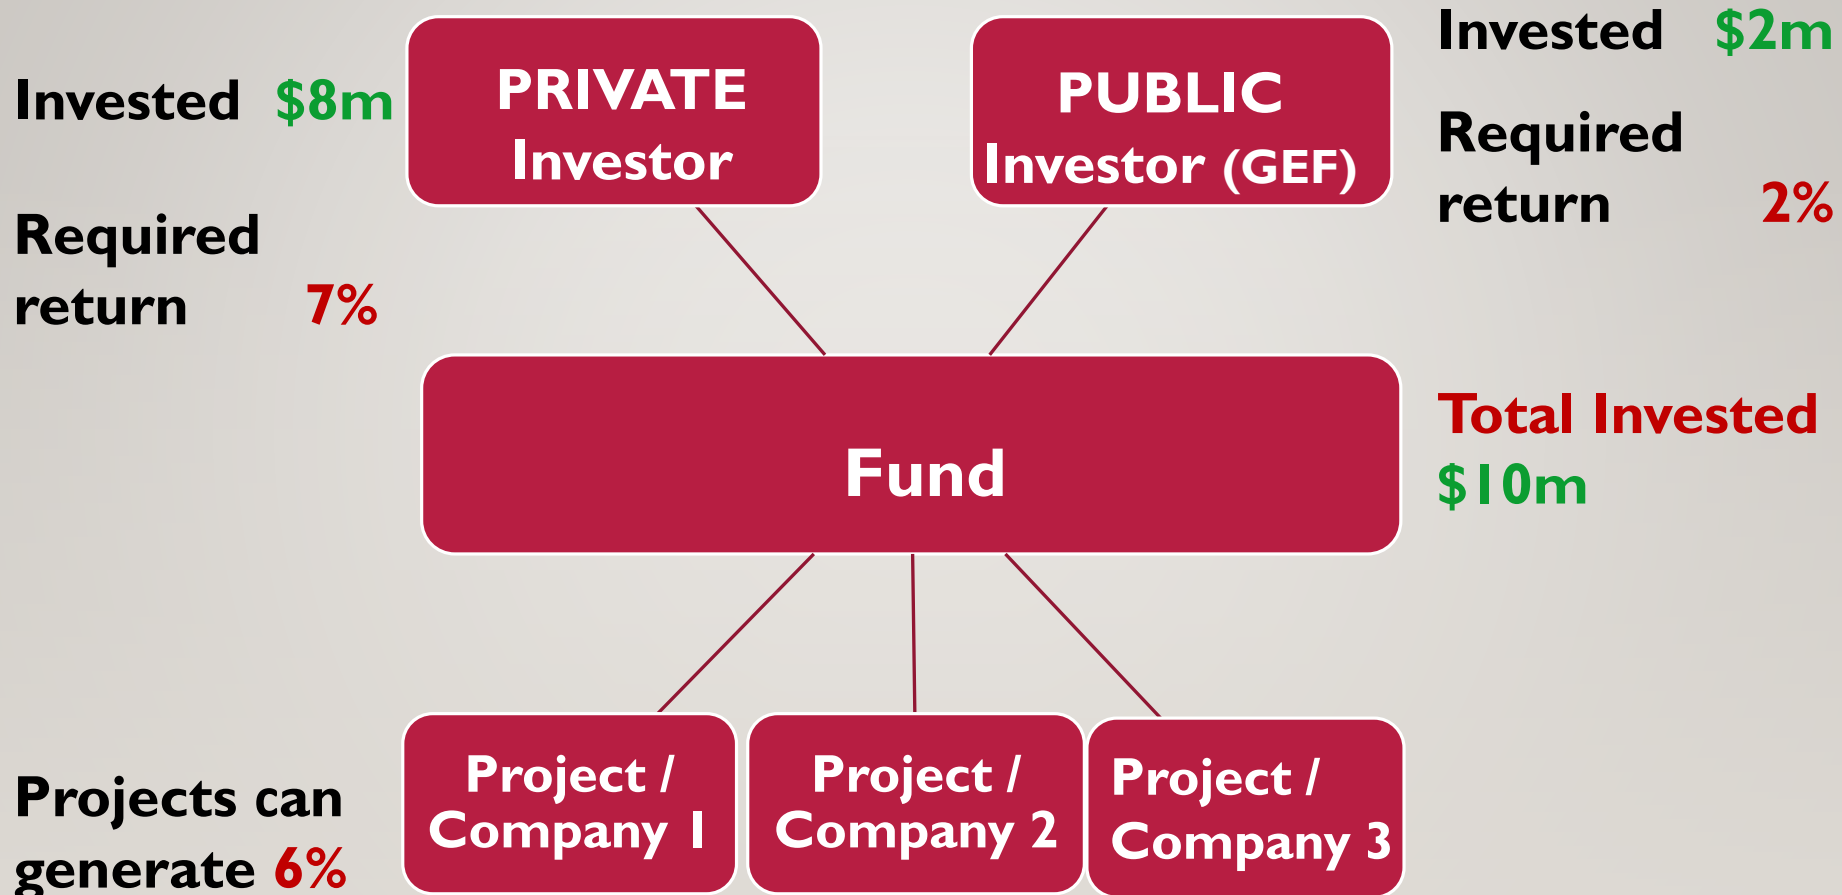 Invested $8m
Required
return 7%
PRIVATE
Investor
PUBLIC
Investor (GEF)
Invested $2m
Required
return 2%
Fund
Total Invested
$10m
Projects can
generate 6%
Project /
Company 1
Project /
Company 2
Project /
Company 3